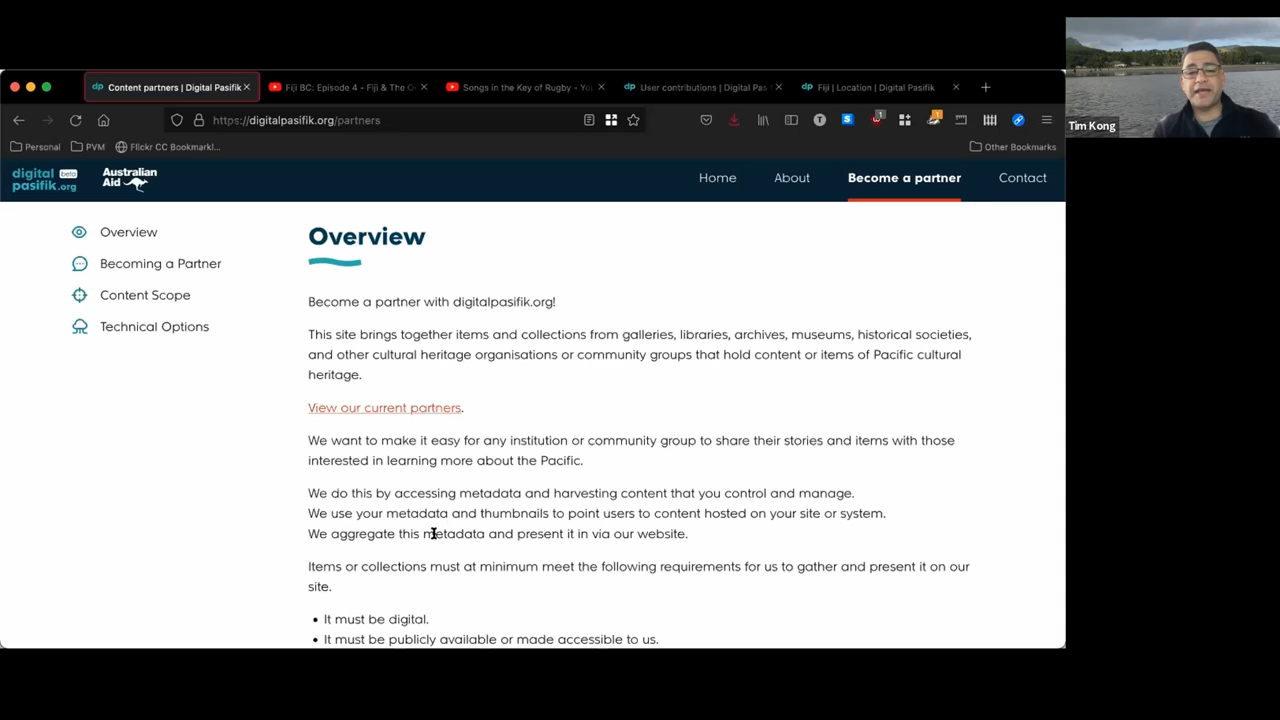 Content partners | Digital Pasifik
Fiji BC: Episode 4 - Fiji & The O
Songs in the Key of Rugby - Yo
User contributions | Digital Pas
Fiji | Location | Digital Pasifik
https://digitalpasifik.org/partners
Personal
PVM
Flickr CC Bookmarkl...
Other Bookmarks
digital beta
pasifik.org
Australian
Aid
Home
About
Become a partner
Contact
Overview
Becoming a Partner
Content Scope
Technical Options
Overview
Become a partner with digitalpasifik.org!
This site brings together items and collections from galleries, libraries, archives, museums, historical societies,
and other cultural heritage organisations or community groups that hold content or items of Pacific cultural
heritage.
View our current partners.
We want to make it easy for any institution or community group to share their stories and items with those
interested in learning more about the Pacific.
We do this by accessing metadata and harvesting content that you control and manage.
We use your metadata and thumbnails to point users to content hosted on your site or system.
We aggregate this metadata and present it in via our website.
Items or collections must at minimum meet the following requirements for us to gather and present it on our
site.
• It must be digital.
• It must be publicly available or made accessible to us.
Tim Kong